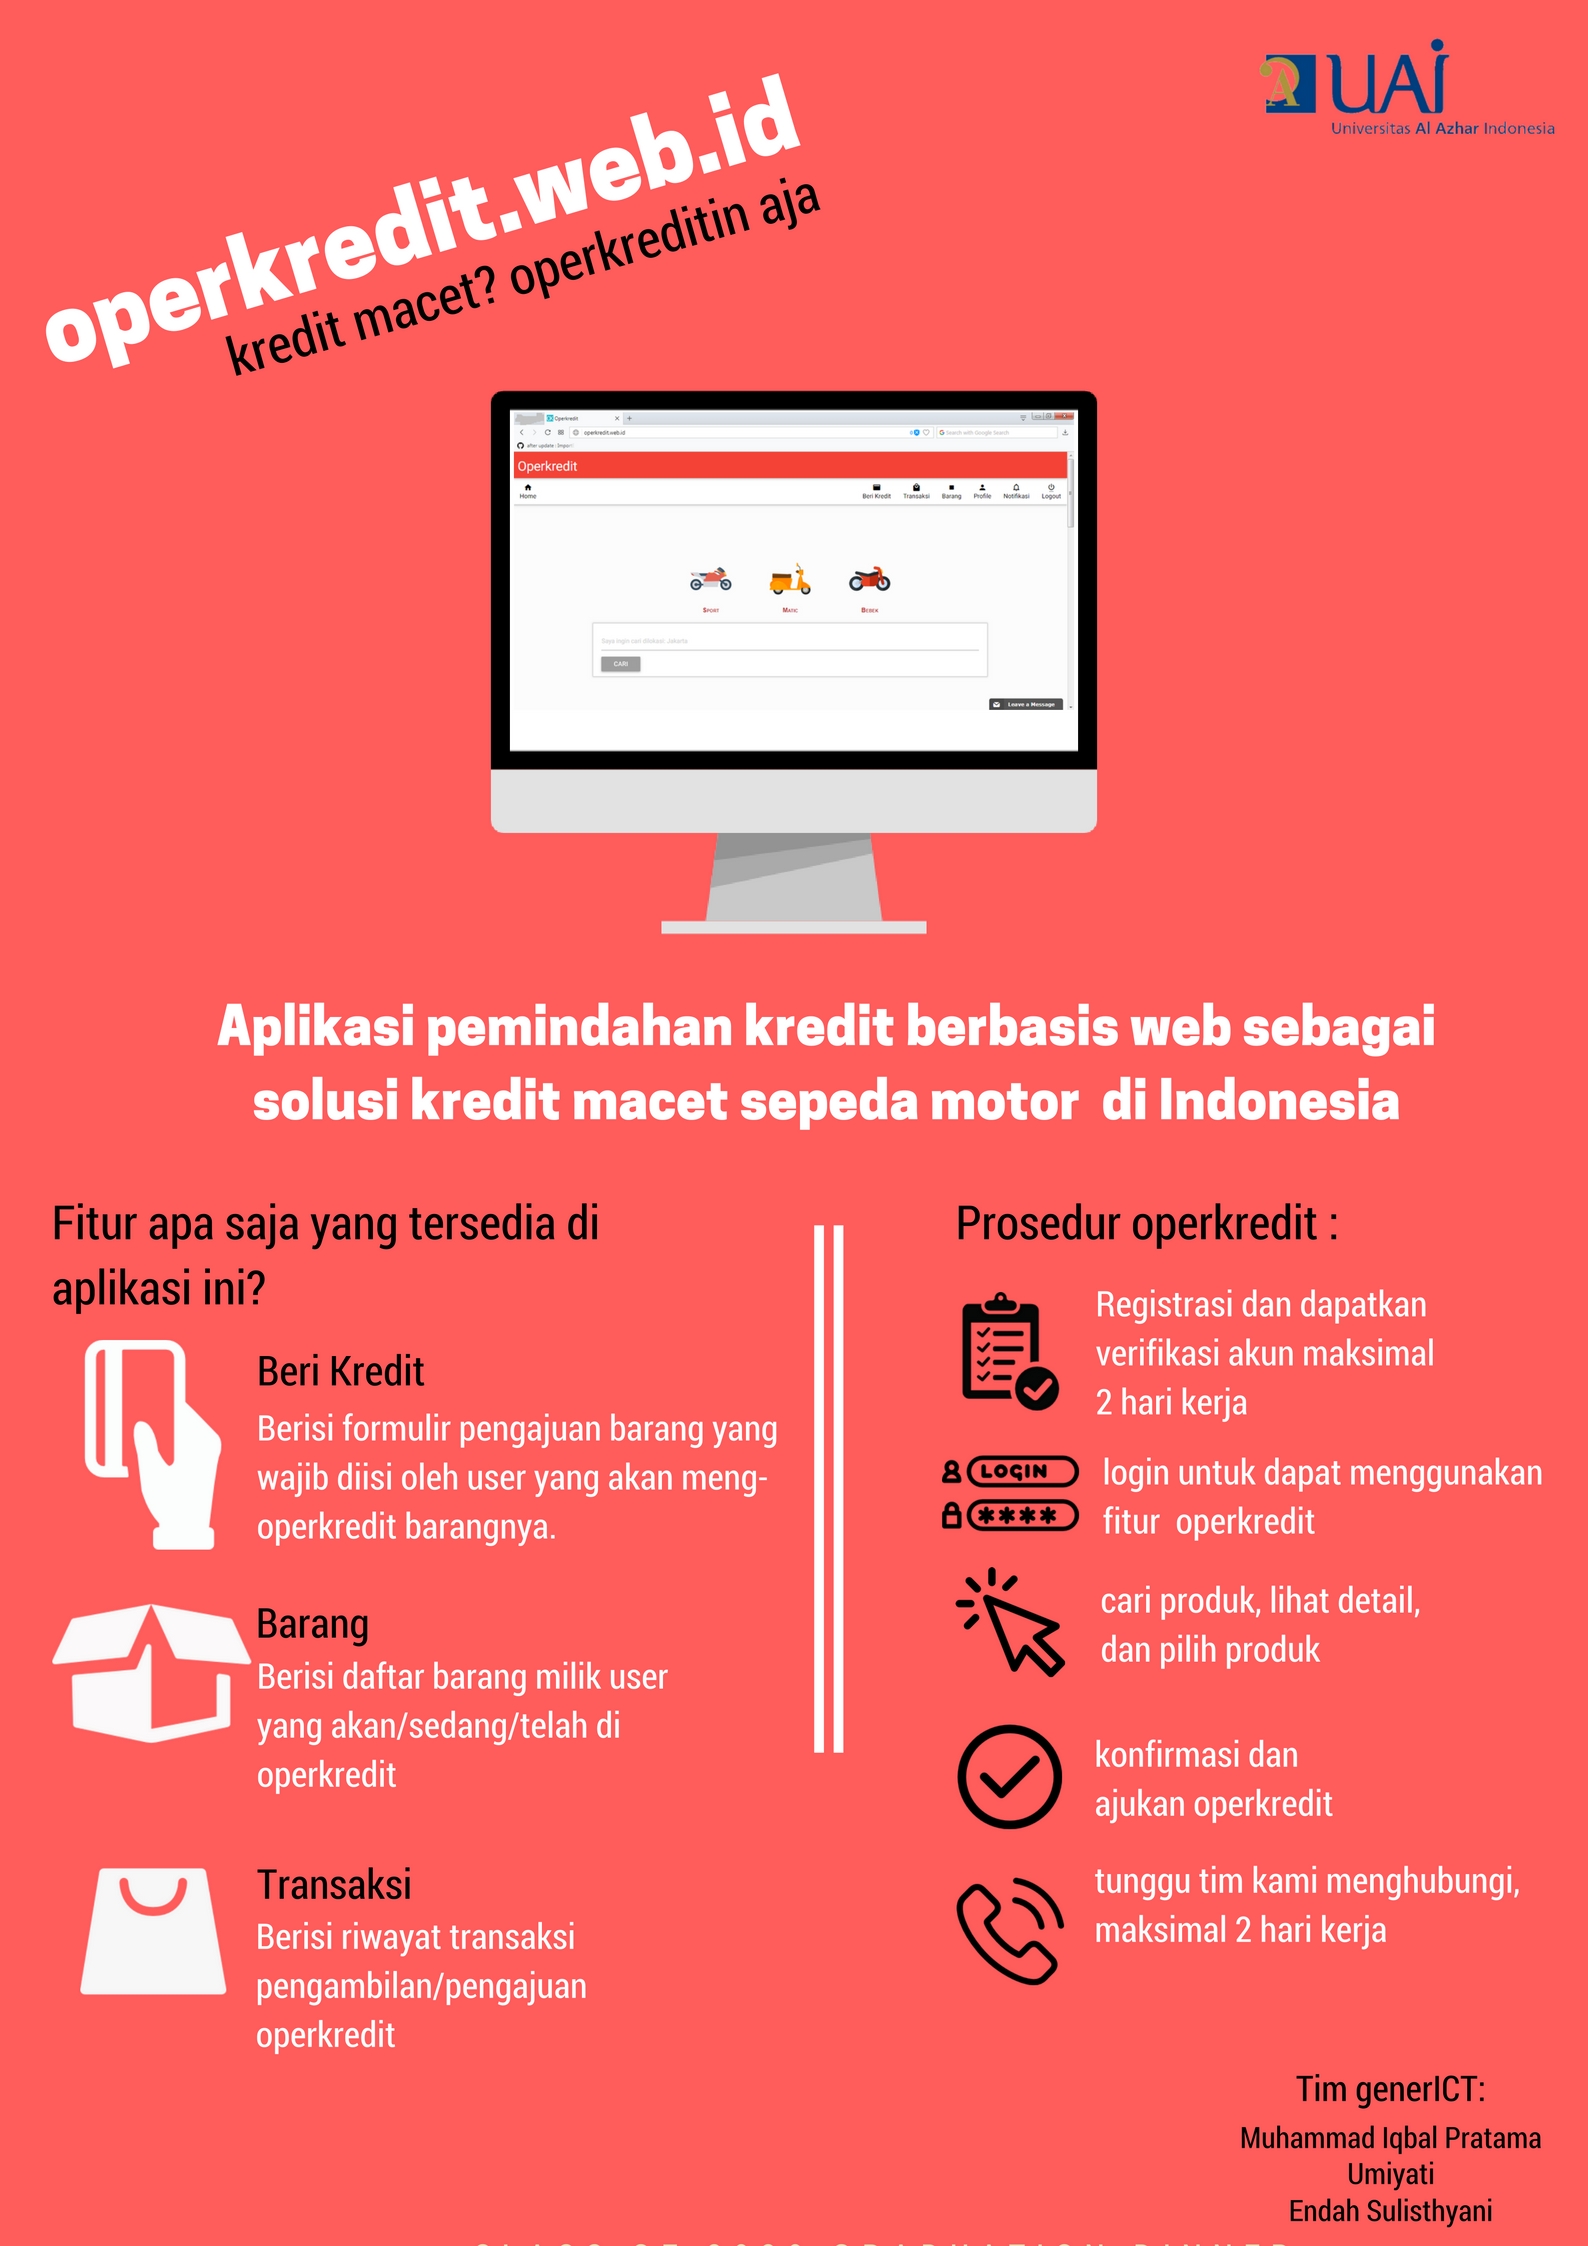 UAI
Universitas Al Azhar Indonesia
operkredit.web.id
kredit macet? operkreditin aja
Operkredit
operkredit.web.id
Search with Google Search
Operkredit
Home
Beri Kredit
Transaksi
Barang
Profile
Notifikasi
Logout
SPORT
MATIC
BEBEK
Saya ingin cari dilokasi: Jakarta
CARI
Leave a Message
Aplikasi pemindahan kredit berbasis web sebagai
solusi kredit macet sepeda motor di Indonesia
Fitur apa saja yang tersedia di
aplikasi ini?
Beri Kredit
Berisi formulir pengajuan barang yang
wajib diisi oleh user yang akan meng-
operkredit barangnya.
Barang
Berisi daftar barang milik user
yang akan/sedang/telah di
operkredit
Transaksi
Berisi riwayat transaksi
pengambilan/pengajuan
operkredit
Prosedur operkredit :
Registrasi dan dapatkan
verifikasi akun maksimal
2 hari kerja
LOGIN
****
login untuk dapat menggunakan
fitur operkredit
cari produk, lihat detail,
dan pilih produk
konfirmasi dan
ajukan operkredit
tunggu tim kami menghubungi,
maksimal 2 hari kerja
Tim generICT:
Muhammad Iqbal Pratama
Umiyati
Endah Sulisthyani